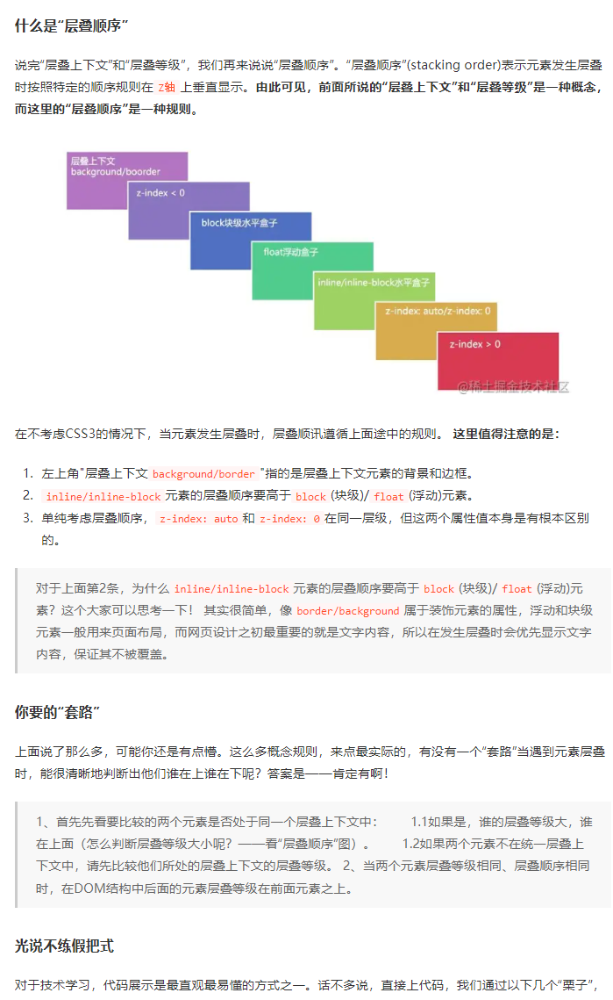 什么是“层叠顺序”
说完“层叠上下文”和“层叠等级”，我们再来说说“层叠顺序”。“层叠顺序”(stacking order)表示元素发生层叠
时按照特定的顺序规则在 Z轴 上垂直显示。由此可见，前面所说的“层叠上下文”和“层叠等级”是一种概念，
而这里的“层叠顺序”是一种规则。
层叠上下文
background/boorder
z-index < 0
block块级水平盒子
float浮动盒子
inline/inline-block水平盒子
z-index: auto/z-index: 0
z-index > 0
@稀土掘金技术社区
在不考虑CSS3的情况下，当元素发生层叠时，层叠顺讯遵循上面途中的规则。 这里值得注意的是：
1. 左上角"层叠上下文 background/border "指的是层叠上下文元素的背景和边框。
2. inline/inline-block 元素的层叠顺序要高于 block (块级)/ float (浮动)元素。
3. 单纯考虑层叠顺序， z-index: auto 和 z-index: 0 在同一层级，但这两个属性值本身是有根本区别
的。
对于上面第2条，为什么 inline/inline-block 元素的层叠顺序要高于 block (块级)/ float (浮动)元
素？这个大家可以思考一下！ 其实很简单，像 border/background 属于装饰元素的属性，浮动和块级
元素一般用来页面布局，而网页设计之初最重要的就是文字内容，所以在发生层叠时会优先显示文字
内容，保证其不被覆盖。
你要的“套路”
上面说了那么多，可能你还是有点懵。这么多概念规则，来点最实际的，有没有一个“套路”当遇到元素层叠
时，能很清晰地判断出他们谁在上谁在下呢？答案是——肯定有啊！
1、首先先看要比较的两个元素是否处于同一个层叠上下文中： 1.1如果是，谁的层叠等级大，谁
在上面（怎么判断层叠等级大小呢？——看“层叠顺序”图）。 1.2如果两个元素不在统一层叠上
下文中，请先比较他们所处的层叠上下文的层叠等级。 2、当两个元素层叠等级相同、层叠顺序相同
时，在DOM结构中后面的元素层叠等级在前面元素之上。
光说不练假把式
对于技术学习，代码展示是最直观最易懂的方式之一。话不多说，直接上代码，我们通过以下几个“栗子”，